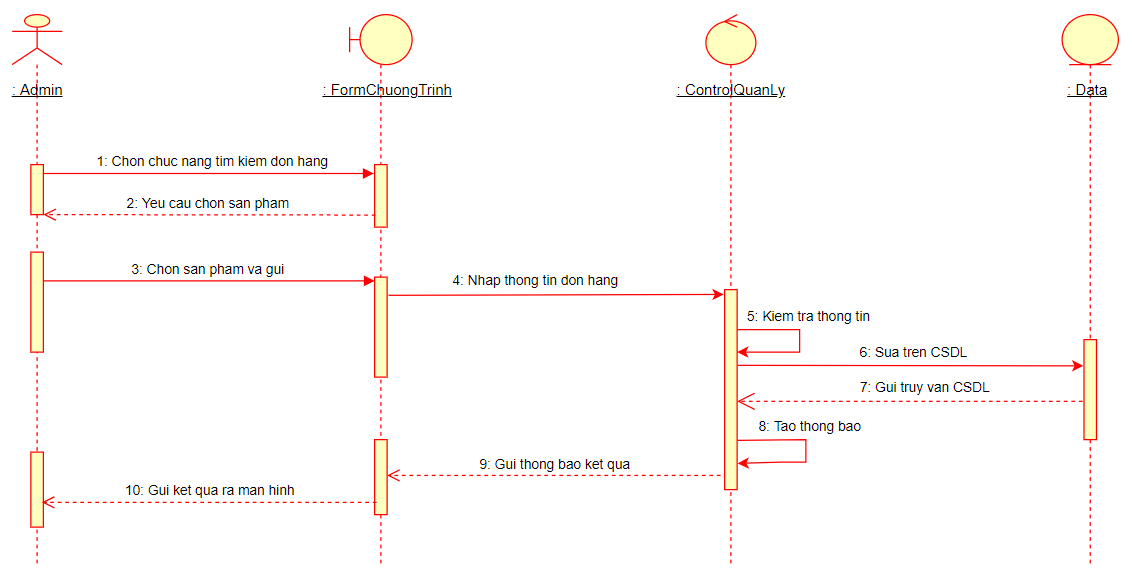 : Admin
: FormChuongTrinh
: ControlQuanLy
: Data
1: Chon chuc nang tim kiem don hang
2: Yeu cau chon san pham
3: Chon san pham va gui
4: Nhap thong tin don hang
5: Kiem tra thong tin
6: Sua tren CSDL
7: Gui truy van CSDL
8: Tao thong bao
9: Gui thong bao ket qua
10: Gui ket qua ra man hinh